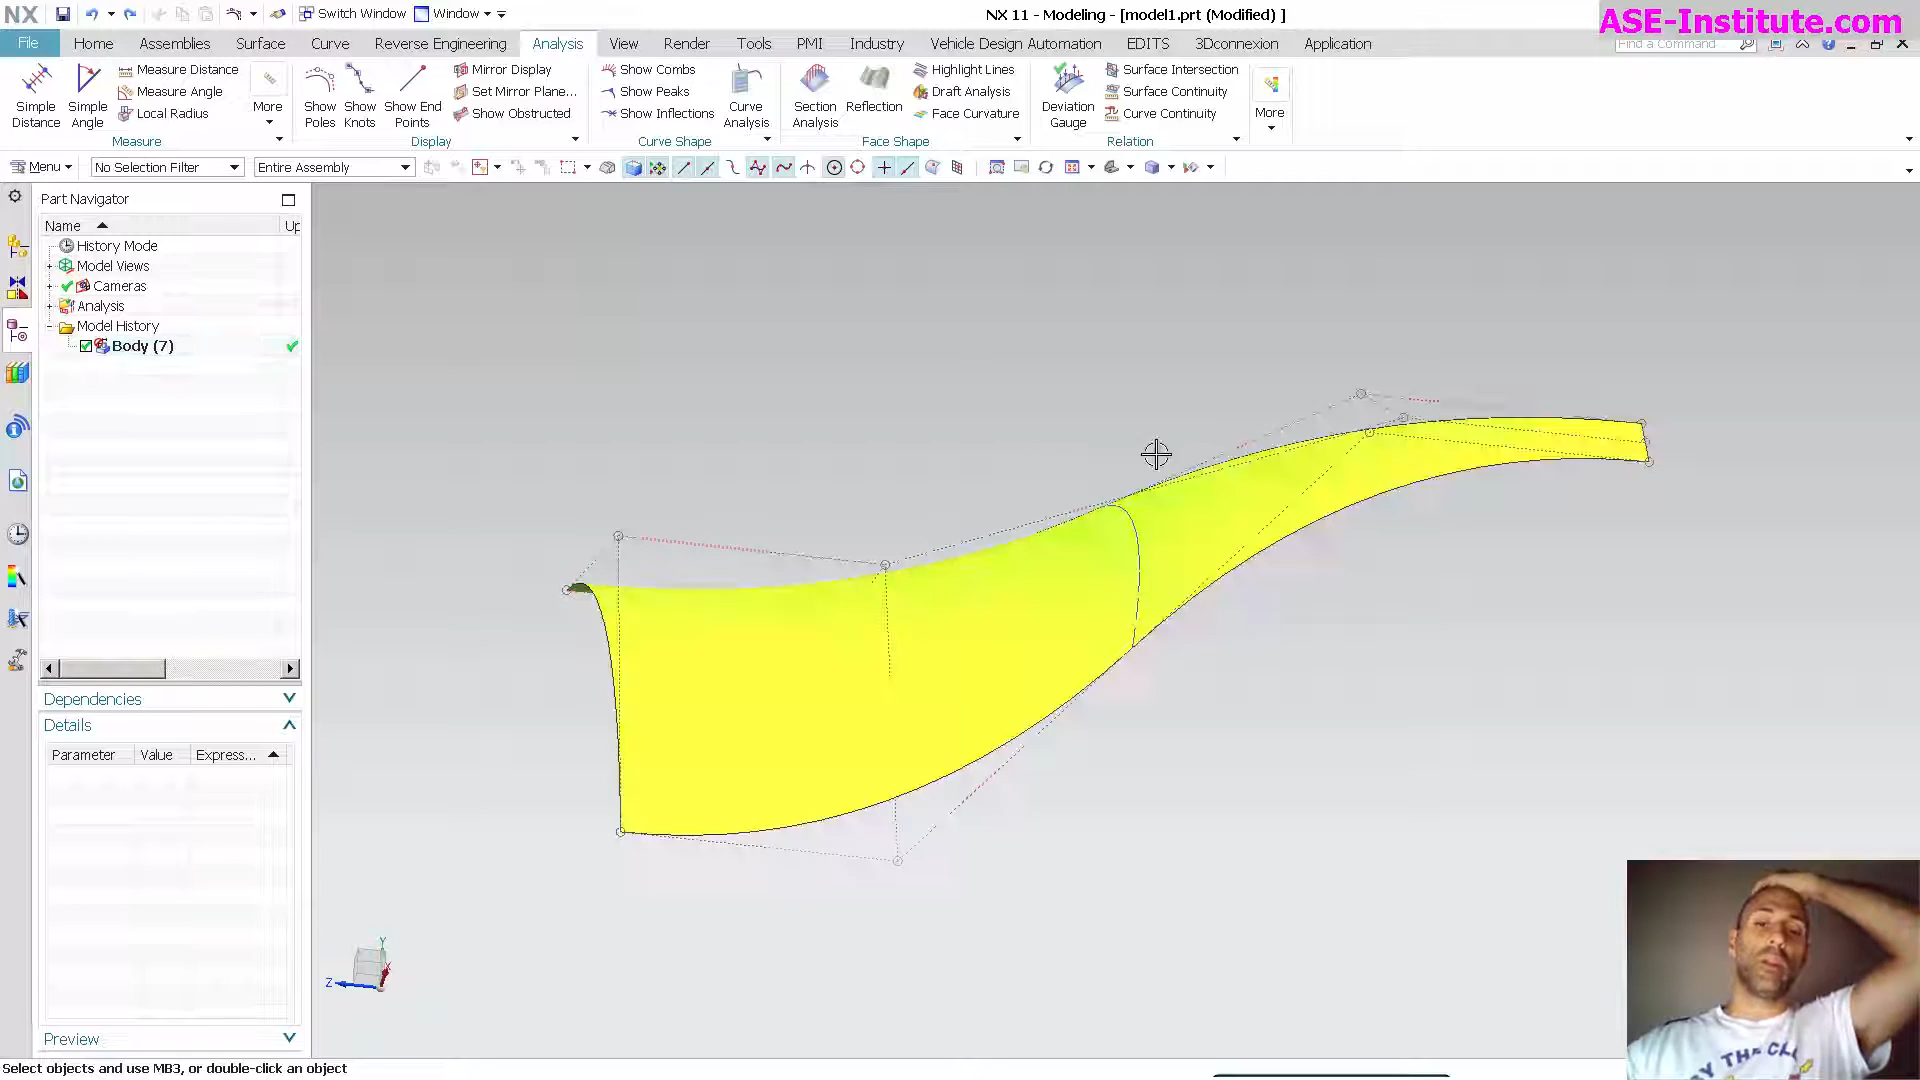 NX
Switch Window
Window
NX 11 - Modeling - [model1.prt (Modified) ]
ASE-Institute.com
File
Home
Assemblies
Surface
Curve
Reverse Engineering
Analysis
View
Render
Tools
PMI
Industry
Vehicle Design Automation
EDITS
3Dconnexion
Application
Find a Command
Simple Distance
Simple Angle
Measure Distance
Measure Angle
Local Radius
More
Measure
Show Poles
Show Knots
Show End Points
Mirror Display
Set Mirror Plane...
Show Obstructed
Display
Show Combs
Show Peaks
Show Inflections
Curve Analysis
Curve Shape
Section Analysis
Reflection
Highlight Lines
Draft Analysis
Face Curvature
Face Shape
Deviation Gauge
Surface Intersection
Surface Continuity
Curve Continuity
Relation
More
Menu
No Selection Filter
Entire Assembly
Part Navigator
Name
Up
History Mode
Model Views
Cameras
Analysis
Model History
Body (7)
Dependencies
Details
Parameter
Value
Express...
Preview
Y
Z
X
BY THE CL
Select objects and use MB3, or double-click an object